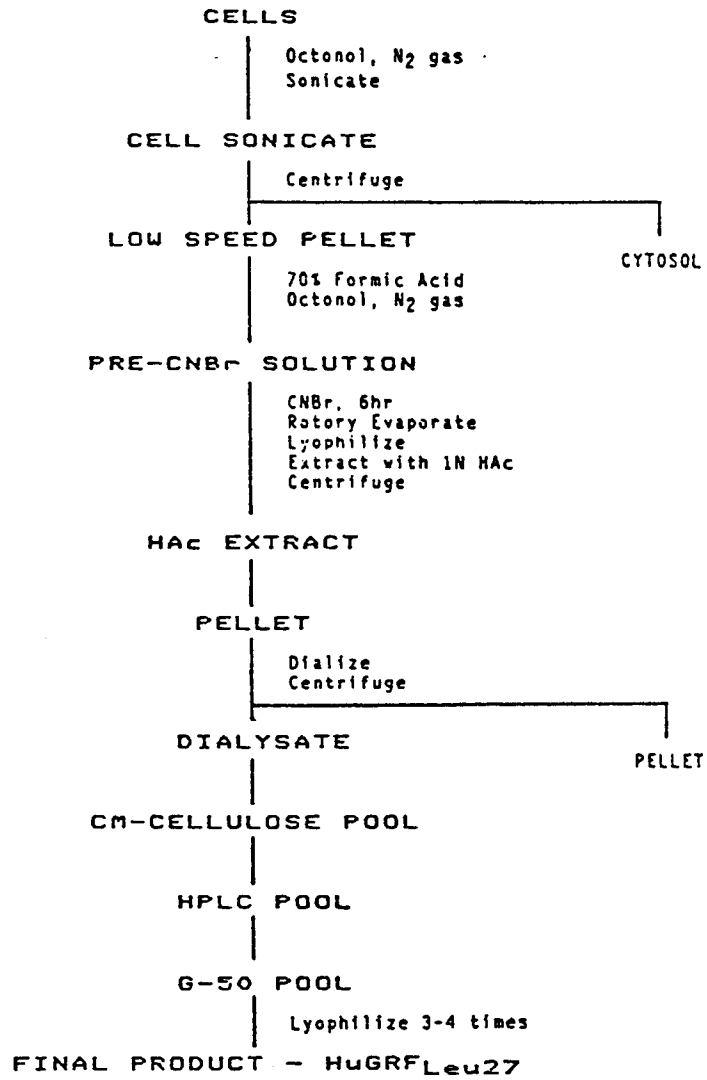 CELLS
Octonol, N2 gas
Sonicate
CELL SONICATE
Centrifuge
LOW SPEED PELLET
CYTOSOL
70% Formic Acid
Octonol, N2 gas
PRE-CNBr SOLUTION
CNBr, 6hr
Rotory Evaporate
Lyophilize
Extract with 1N HAc
Centrifuge
HAc EXTRACT
PELLET
Dialize
Centrifuge
DIALYSATE
PELLET
CM-CELLULOSE POOL
HPLC POOL
G-50 POOL
Lyophilize 3-4 times
FINAL PRODUCT - HuGRFLeu27